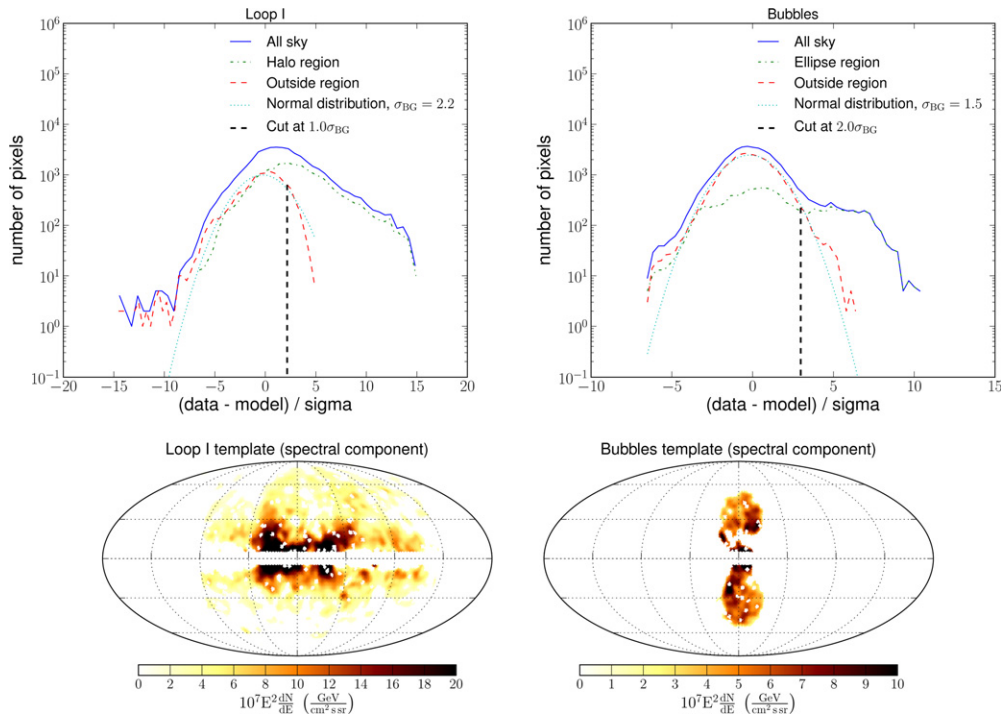 Loop I
10^6
10^5
10^4
10^3
10^2
10^1
10^0
10^-1
number of pixels
All sky
Halo region
Outside region
Normal distribution, σ_BG = 2.2
Cut at 1.0σ_BG
−20 −15 −10 −5 0 5 10 15 20
(data - model) / sigma
Bubbles
10^6
10^5
10^4
10^3
10^2
10^1
10^0
10^-1
number of pixels
All sky
Ellipse region
Outside region
Normal distribution, σ_BG = 1.5
Cut at 2.0σ_BG
−10 −5 0 5 10 15
(data - model) / sigma
Loop I template (spectral component)
0 2 4 6 8 10 12 14 16 18 20
10^7 E^2 dN/dE (GeV / cm^2 s sr)
Bubbles template (spectral component)
0 1 2 3 4 5 6 7 8 9 10
10^7 E^2 dN/dE (GeV / cm^2 s sr)